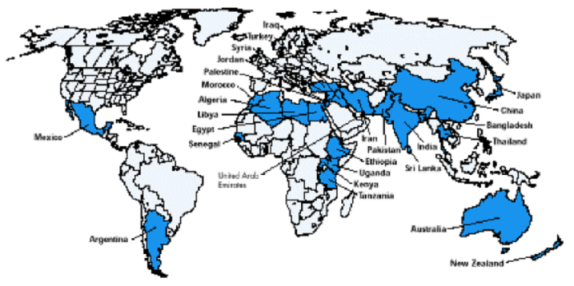 Iraq
Turkey
Syria
Jordan
Palestine
Morocco
Algeria
Libya
Egypt
Senegal
United Arab
Emirates
Mexico
Argentina
Japan
China
Bangladesh
Thailand
India
Sri Lanka
Iran
Pakistan
Ethiopia
Uganda
Kenya
Tanzania
Australia
New Zealand